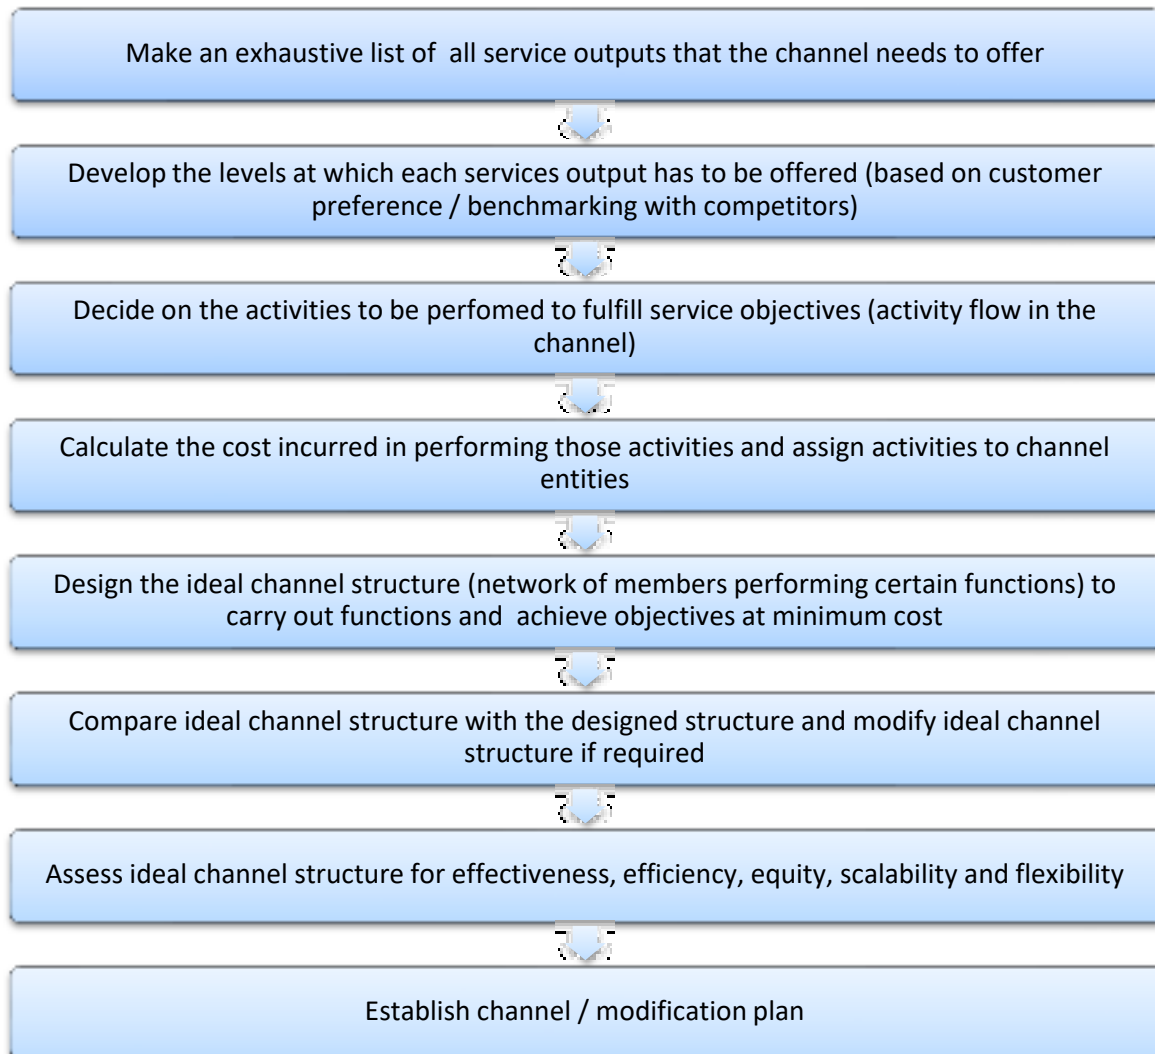 Make an exhaustive list of  all service outputs that the channel needs to offer
Develop the levels at which each services output has to be offered (based on customer
preference / benchmarking with competitors)
Decide on the activities to be perfomed to fulfill service objectives (activity flow in the
channel)
Calculate the cost incurred in performing those activities and assign activities to channel
entities
Design the ideal channel structure (network of members performing certain functions) to
carry out functions and  achieve objectives at minimum cost
Compare ideal channel structure with the designed structure and modify ideal channel
structure if required
Assess ideal channel structure for effectiveness, efficiency, equity, scalability and flexibility
Establish channel / modification plan